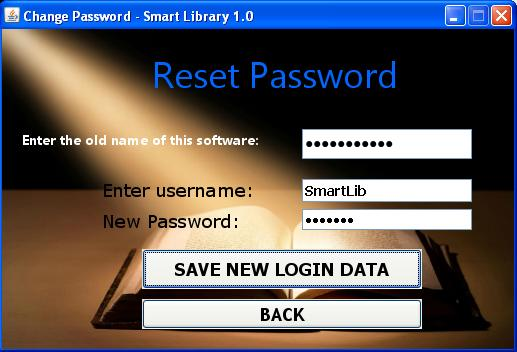 Change Password - Smart Library 1.0
Reset Password
Enter the old name of this software: •••••••••••
Enter username: SmartLib
New Password: •••••••
SAVE NEW LOGIN DATA
BACK